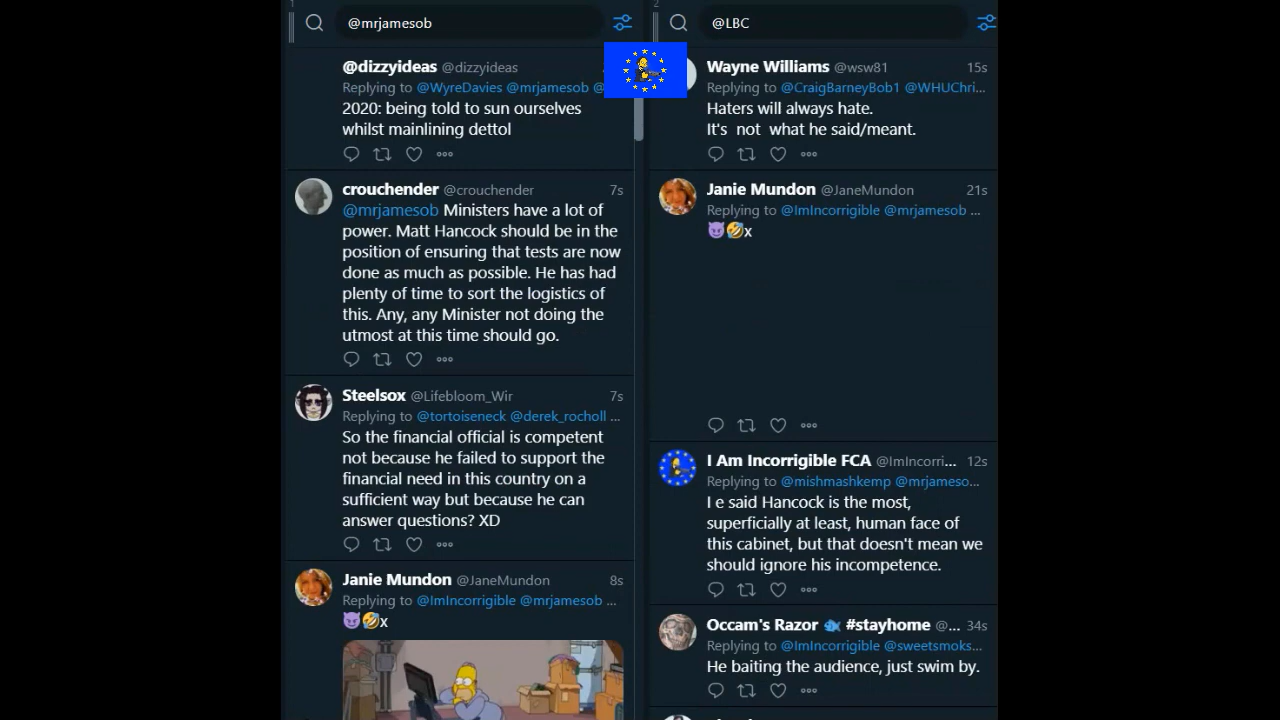 1
@mrjamesob
@dizzyideas @dizzyideas
Replying to @WyreDavies @mrjamesob @
2020: being told to sun ourselves
whilst mainlining dettol
crouchender @crouchender 7s
@mrjamesob Ministers have a lot of
power. Matt Hancock should be in the
position of ensuring that tests are now
done as much as possible. He has had
plenty of time to sort the logistics of
this. Any, any Minister not doing the
utmost at this time should go.
Steelsox @Lifebloom_Wir 7s
Replying to @tortoiseneck @derek_rocholl ...
So the financial official is competent
not because he failed to support the
financial need in this country on a
sufficient way but because he can
answer questions? XD
Janie Mundon @JaneMundon 8s
Replying to @ImIncorrigible @mrjamesob ...
😈🤣x
2
@LBC
Wayne Williams @wsw81 15s
Replying to @CraigBarneyBob1 @WHUChri...
Haters will always hate.
It's not what he said/meant.
Janie Mundon @JaneMundon 21s
Replying to @ImIncorrigible @mrjamesob ...
😈🤣x
I Am Incorrigible FCA @ImIncorri... 12s
Replying to @mishmashkemp @mrjameso...
I e said Hancock is the most,
superficially at least, human face of
this cabinet, but that doesn't mean we
should ignore his incompetence.
Occam's Razor 🐟 #stayhome @... 34s
Replying to @ImIncorrigible @sweetsmoks...
He baiting the audience, just swim by.